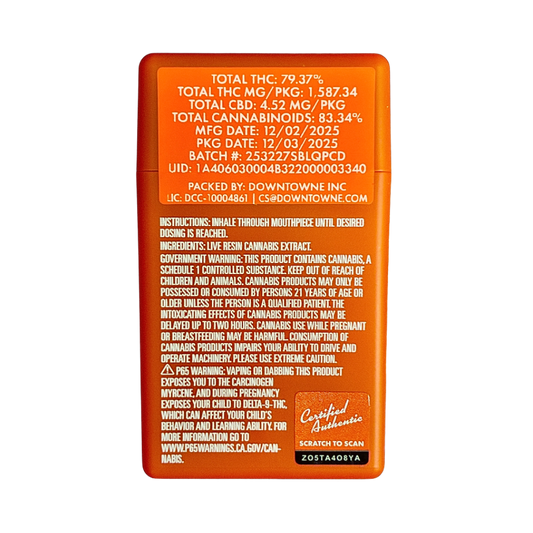 TOTAL THC: 79.37%
TOTAL THC MG/PKG: 1,587.34
TOTAL CBD: 4.52 MG/PKG
TOTAL CANNABINOIDS: 83.34%
MFG DATE: 12/02/2025
PKG DATE: 12/03/2025
BATCH #: 253227SBLQPCD
UID: 1A406030004B322000003340
PACKED BY: DOWNTOWNE INC
LIC: DCC-10004861 | CS@DOWNTOWNE.COM
INSTRUCTIONS: INHALE THROUGH MOUTHPIECE UNTIL DESIRED
DOSING IS REACHED.
INGREDIENTS: LIVE RESIN CANNABIS EXTRACT.
GOVERNMENT WARNING: THIS PRODUCT CONTAINS CANNABIS, A
SCHEDULE 1 CONTROLLED SUBSTANCE. KEEP OUT OF REACH OF
CHILDREN AND ANIMALS. CANNABIS PRODUCTS MAY ONLY BE
POSSESSED OR CONSUMED BY PERSONS 21 YEARS OF AGE OR
OLDER UNLESS THE PERSON IS A QUALIFIED PATIENT. THE
INTOXICATING EFFECTS OF CANNABIS PRODUCTS MAY BE
DELAYED UP TO TWO HOURS. CANNABIS USE WHILE PREGNANT
OR BREASTFEEDING MAY BE HARMFUL. CONSUMPTION OF
CANNABIS PRODUCTS IMPAIRS YOUR ABILITY TO DRIVE AND
OPERATE MACHINERY. PLEASE USE EXTREME CAUTION.
⚠ P65 WARNING: VAPING OR DABBING THIS PRODUCT
EXPOSES YOU TO THE CARCINOGEN
MYRCENE, AND DURING PREGNANCY
EXPOSES YOUR CHILD TO DELTA-9-THC,
WHICH CAN AFFECT YOUR CHILD'S
BEHAVIOR AND LEARNING ABILITY. FOR
MORE INFORMATION GO TO
WWW.P65WARNINGS.CA.GOV/CAN-
NABIS.
Certified
Authentic
SCRATCH TO SCAN
Z05TA4O8YA